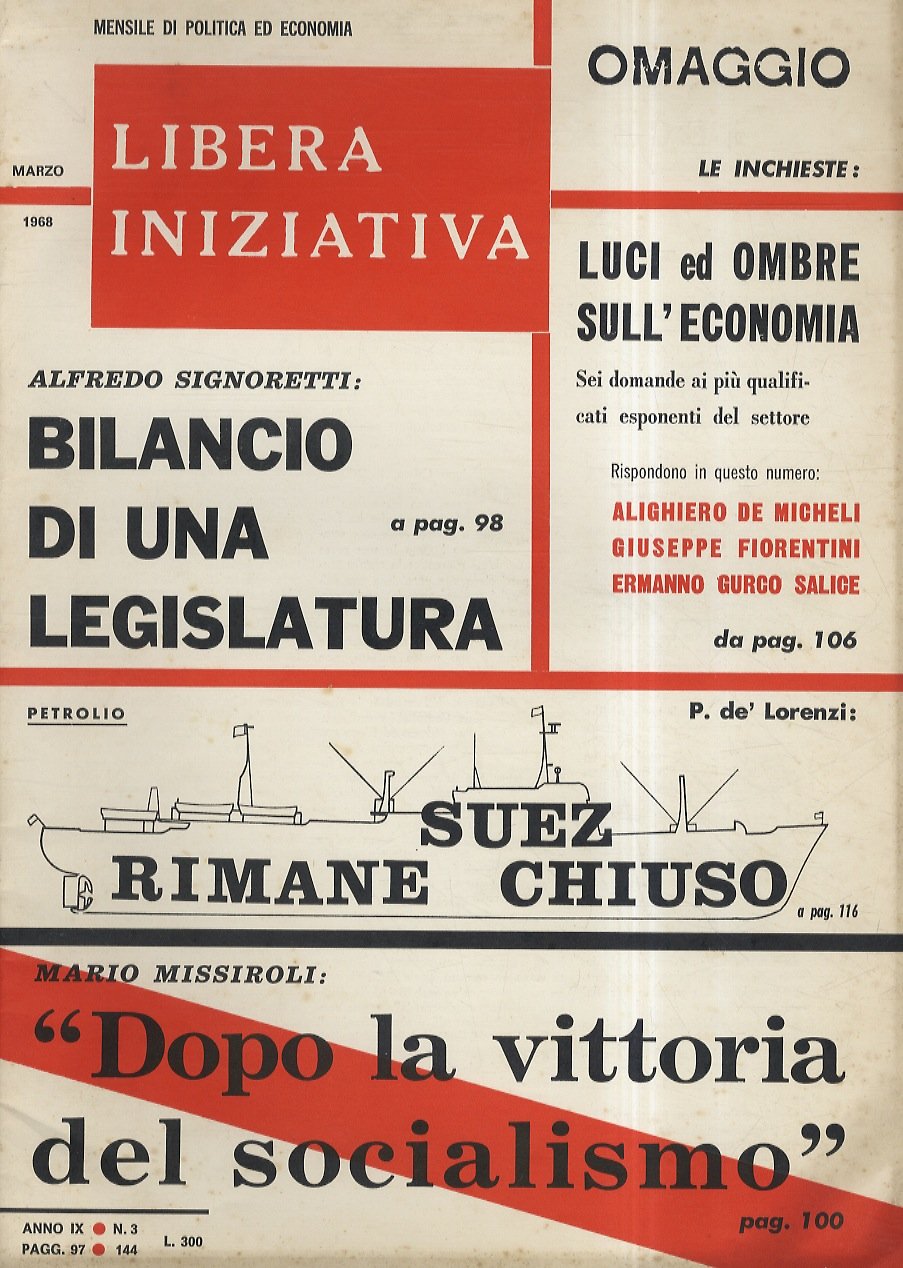 MENSILE DI POLITICA ED ECONOMIA
OMAGGIO
LIBERA
INIZIATIVA
MARZO
1968
LE INCHIESTE:
LUCI ed OMBRE
SULL'ECONOMIA
Sei domande ai più qualifi-
cati esponenti del settore
Rispondono in questo numero:
ALIGHIERO DE MICHELI
GIUSEPPE FIORENTINI
ERMANNO GURGO SALICE
da pag. 106
ALFREDO SIGNORETTI:
BILANCIO
DI UNA
a pag. 98
LEGISLATURA
PETROLIO
P. de' Lorenzi:
SUEZ
RIMANE CHIUSO
a pag. 116
MARIO MISSIROLI:
“Dopo la vittoria
del socialismo”
pag. 100
ANNO IX ● N. 3
PAGG. 97 ● 144
L. 300